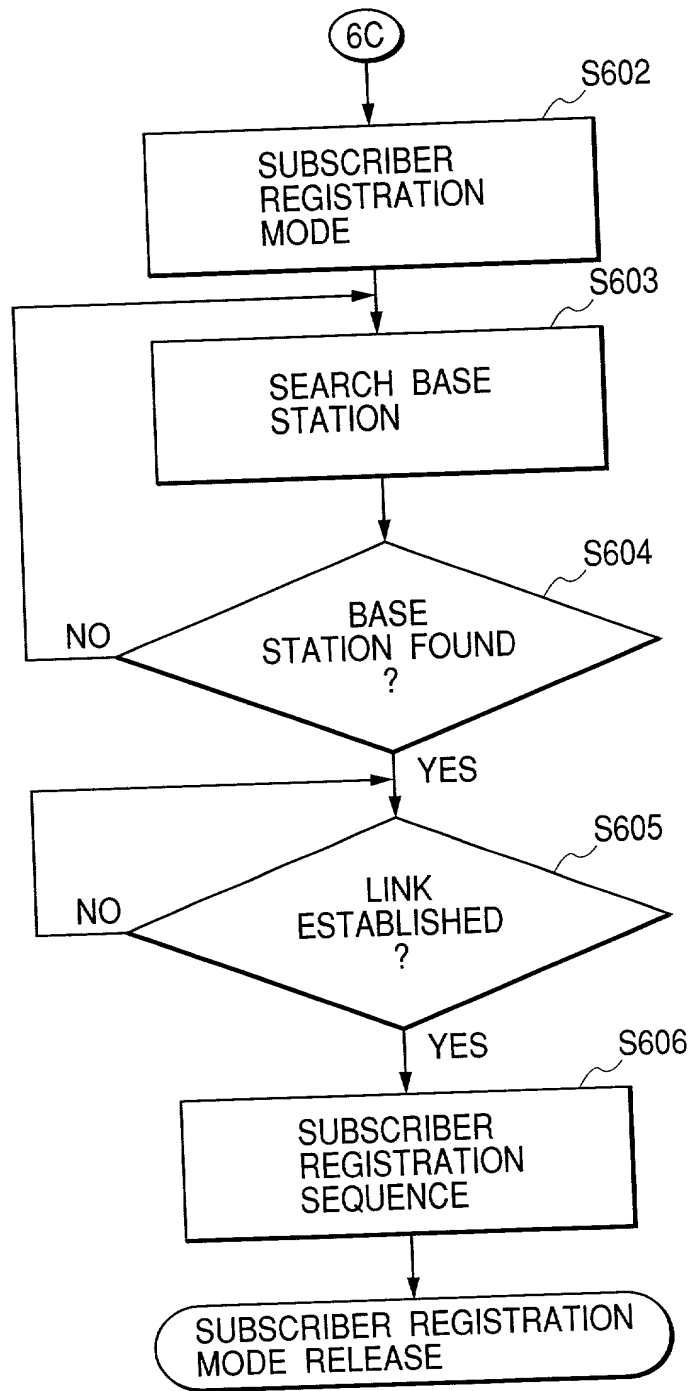 6C
S602
SUBSCRIBER
REGISTRATION
MODE
S603
SEARCH BASE
STATION
S604
BASE
STATION FOUND
?
NO
YES
S605
LINK
ESTABLISHED
?
NO
YES
S606
SUBSCRIBER
REGISTRATION
SEQUENCE
SUBSCRIBER REGISTRATION
MODE RELEASE